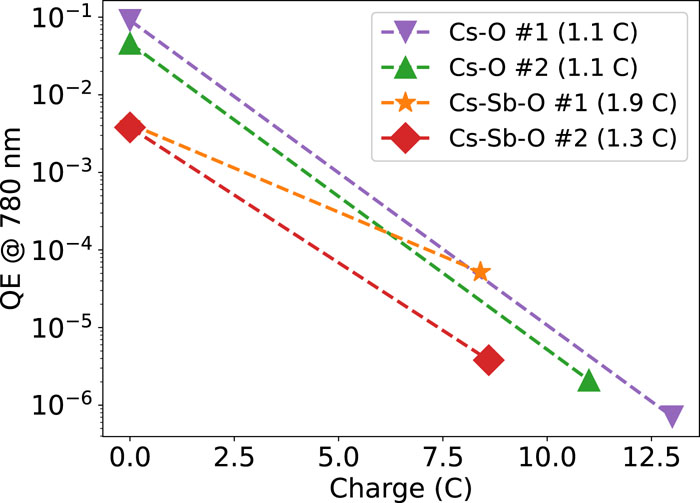 QE @ 780 nm
10⁻¹
10⁻²
10⁻³
10⁻⁴
10⁻⁵
10⁻⁶
Cs-O #1 (1.1 C)
Cs-O #2 (1.1 C)
Cs-Sb-O #1 (1.9 C)
Cs-Sb-O #2 (1.3 C)
0.0 2.5 5.0 7.5 10.0 12.5
Charge (C)